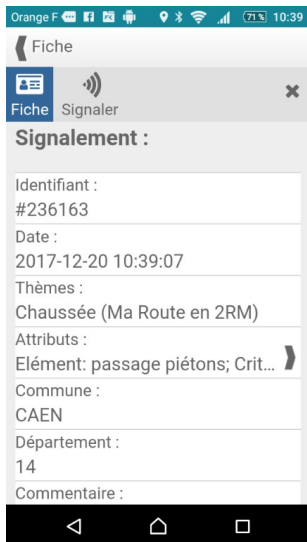 Orange F 71% 10:39
Fiche
Fiche Signaler
Signalement :
Identifiant :
#236163
Date :
2017-12-20 10:39:07
Thèmes :
Chaussée (Ma Route en 2RM)
Attributs :
Elément: passage piétons; Crit...
Commune :
CAEN
Département :
14
Commentaire :